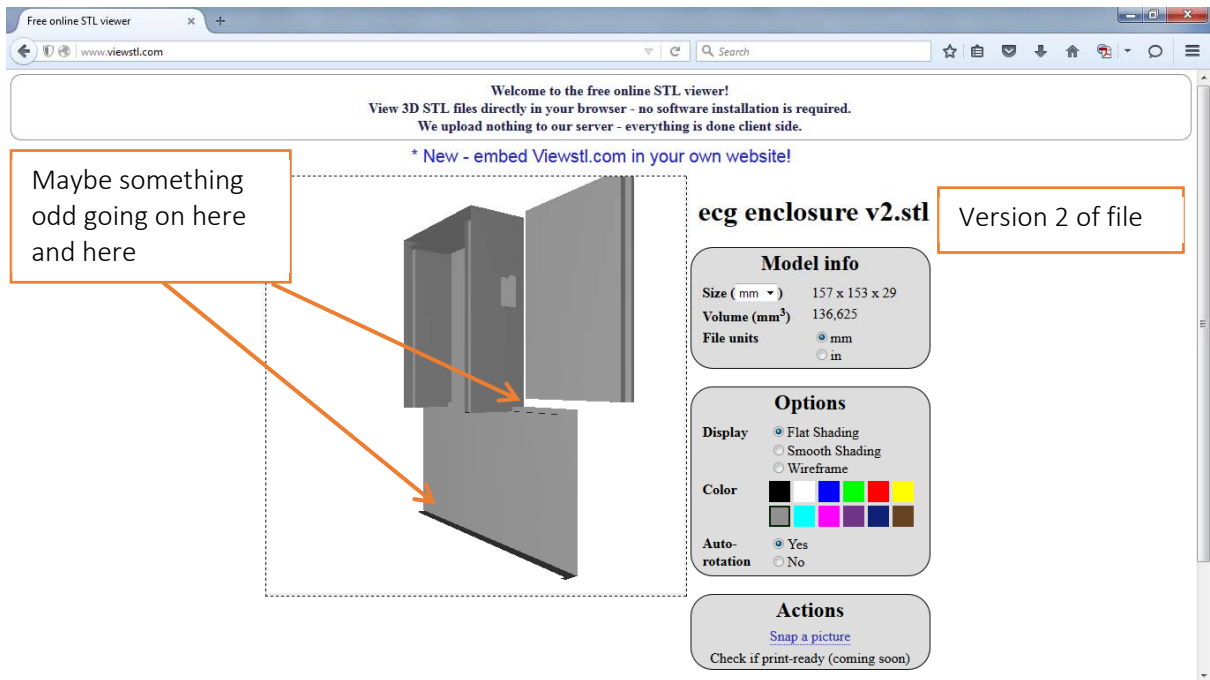 Free online STL viewer
www.viewstl.com
Search
Welcome to the free online STL viewer!
View 3D STL files directly in your browser - no software installation is required.
We upload nothing to our server - everything is done client side.
* New - embed Viewstl.com in your own website!
Maybe something
odd going on here
and here
ecg enclosure v2.stl
Version 2 of file
Model info
Size ( mm ) 157 x 153 x 29
Volume (mm³) 136,625
File units mm
in
Options
Display Flat Shading
Smooth Shading
Wireframe
Color
Auto- Yes
rotation No
Actions
Snap a picture
Check if print-ready (coming soon)